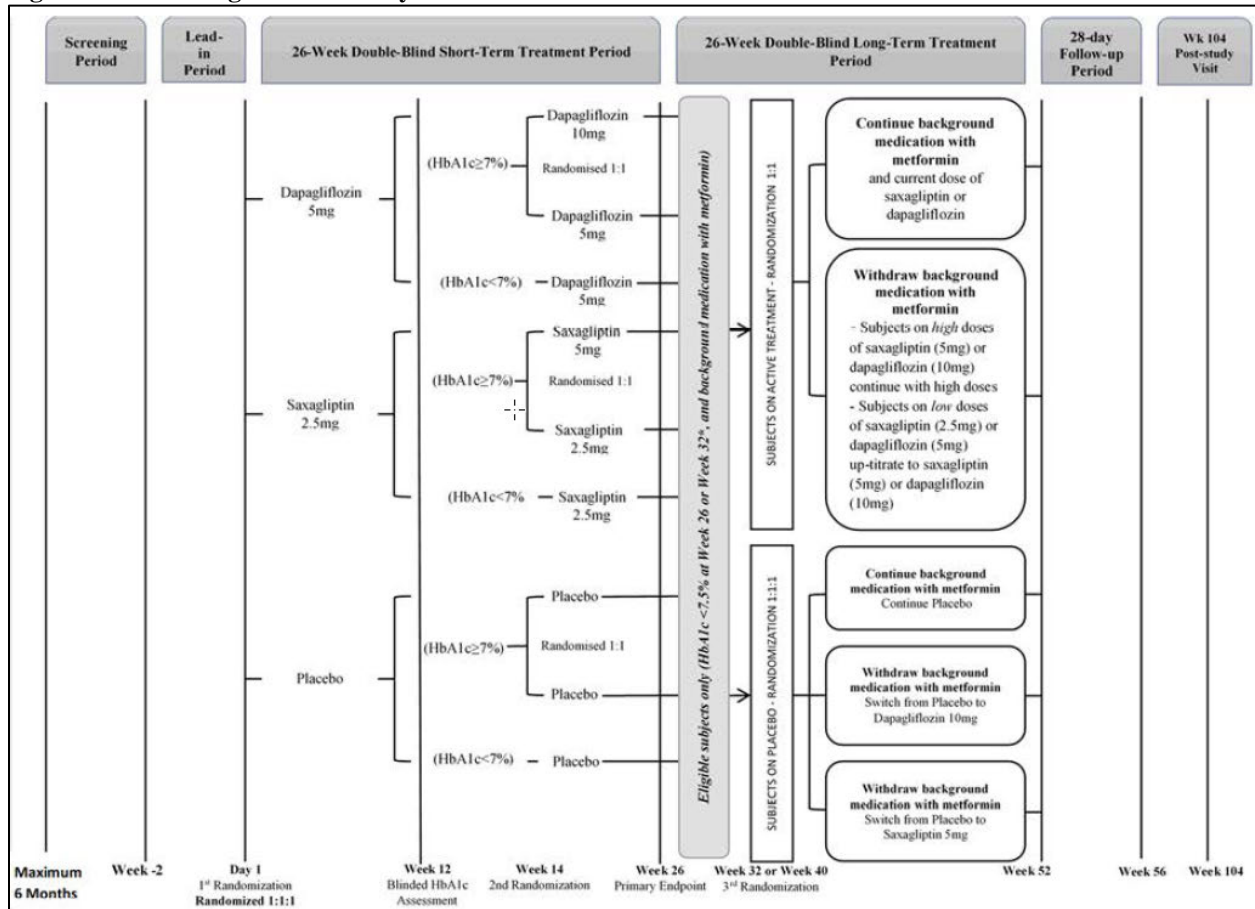 Screening
Period
Lead-
in
Period
26-Week Double-Blind Short-Term Treatment Period
26-Week Double-Blind Long-Term Treatment
Period
28-day
Follow-up
Period
Wk 104
Post-study
Visit
Dapagliflozin
5mg
(HbA1c≥7%)
Dapagliflozin
10mg
Randomised 1:1
Dapagliflozin
5mg
(HbA1c<7%)
Dapagliflozin
5mg
Saxagliptin
2.5mg
(HbA1c≥7%)
Saxagliptin
5mg
Randomised 1:1
Saxagliptin
2.5mg
(HbA1c<7%
Saxagliptin
2.5mg
Placebo
(HbA1c≥7%)
Placebo
Randomised 1:1
Placebo
(HbA1c<7%)
Placebo
Eligible subjects only (HbA1c <7.5% at Week 26 or Week 32*, and background medication with metformin)
SUBJECTS ON ACTIVE TREATMENT - RANDOMIZATION 1:1
SUBJECTS ON PLACEBO - RANDOMIZATION 1:1:1
Continue background
medication with
metformin
and current dose of
saxagliptin or
dapagliflozin
Withdraw background
medication with
metformin
- Subjects on high doses
of saxagliptin (5mg) or
dapagliflozin (10mg)
continue with high doses
- Subjects on low doses
of saxagliptin (2.5mg) or
dapagliflozin (5mg)
up-titrate to saxagliptin
(5mg) or dapagliflozin
(10mg)
Continue background
medication with metformin
Continue Placebo
Withdraw background
medication with metformin
Switch from Placebo to
Dapagliflozin 10mg
Withdraw background
medication with metformin
Switch from Placebo to
Saxagliptin 5mg
Maximum
6 Months
Week -2
Day 1
1st Randomization
Randomized 1:1:1
Week 12
Blinded HbA1c
Assessment
Week 14
2nd Randomization
Week 26
Primary Endpoint
Week 32 or Week 40
3rd Randomization
Week 52
Week 56
Week 104